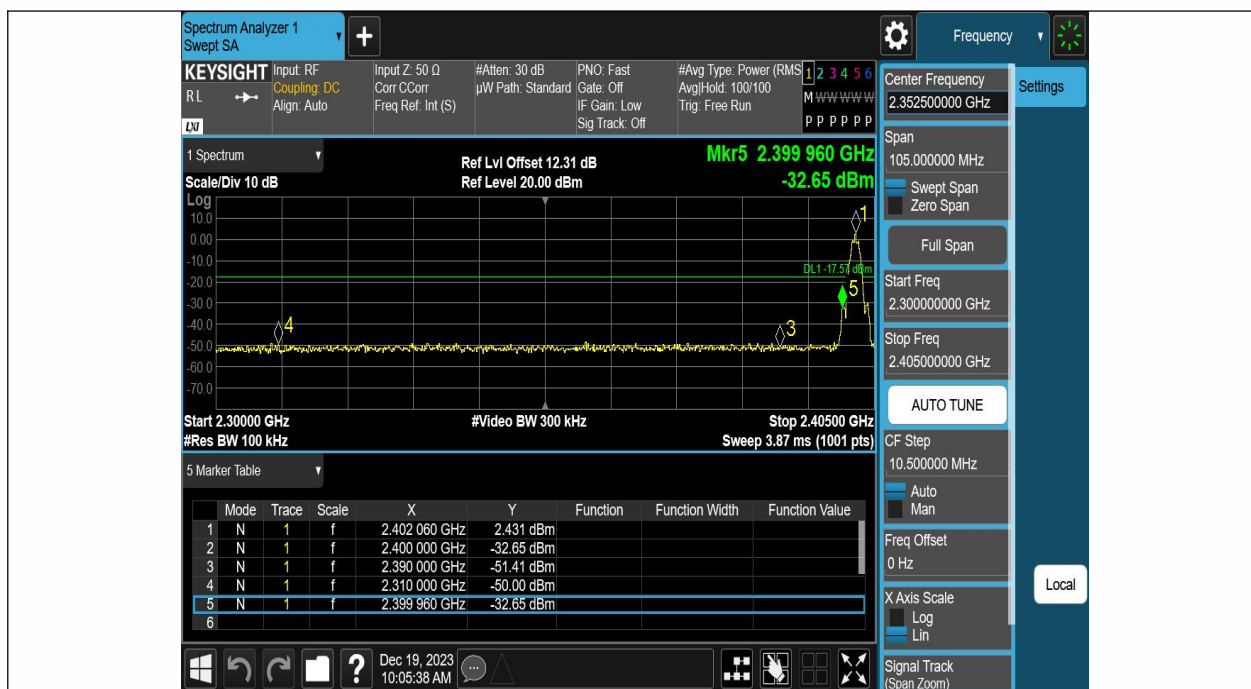 Spectrum Analyzer 1
Swept SA
Frequency
KEYSIGHT
RL
LXI
Input: RF
Coupling: DC
Align: Auto
Input Z: 50 Ω
Corr CCorr
Freq Ref: Int (S)
#Atten: 30 dB
µW Path: Standard
PNO: Fast
Gate: Off
IF Gain: Low
Sig Track: Off
#Avg Type: Power (RMS
Avg|Hold: 100/100
Trig: Free Run
1 2 3 4 5 6
M W W W W W
P P P P P P
1 Spectrum
Scale/Div 10 dB
Ref Lvl Offset 12.31 dB
Ref Level 20.00 dBm
Mkr5 2.399 960 GHz
-32.65 dBm
Log
10.0
0.00
-10.0
-20.0
-30.0
-40.0
-50.0
-60.0
-70.0
1
DL1 -17.57 dBm
5
4
3
Start 2.30000 GHz
#Video BW 300 kHz
Stop 2.40500 GHz
#Res BW 100 kHz
Sweep 3.87 ms (1001 pts)
5 Marker Table
Mode Trace Scale X Y Function Function Width Function Value
1 N 1 f 2.402 060 GHz 2.431 dBm
2 N 1 f 2.400 000 GHz -32.65 dBm
3 N 1 f 2.390 000 GHz -51.41 dBm
4 N 1 f 2.310 000 GHz -50.00 dBm
5 N 1 f 2.399 960 GHz -32.65 dBm
6
?
Dec 19, 2023
10:05:38 AM
Center Frequency
2.352500000 GHz
Settings
Span
105.000000 MHz
Swept Span
Zero Span
Full Span
Start Freq
2.300000000 GHz
Stop Freq
2.405000000 GHz
AUTO TUNE
CF Step
10.500000 MHz
Auto
Man
Freq Offset
0 Hz
Local
X Axis Scale
Log
Lin
Signal Track
(Span Zoom)